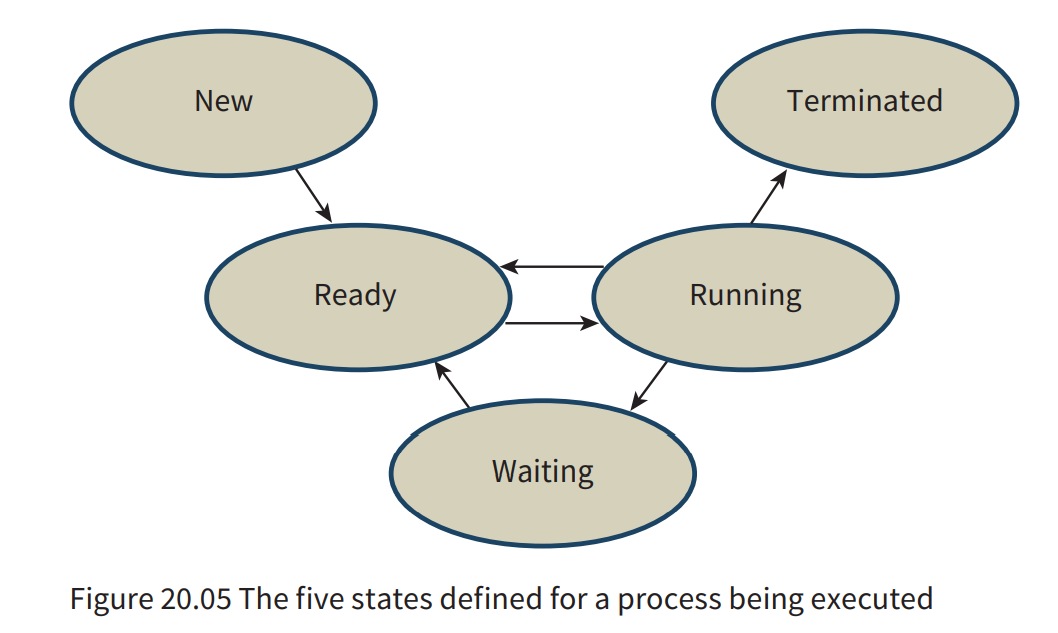 New
Terminated
Ready
Running
Waiting
Figure 20.05 The five states defined for a process being executed